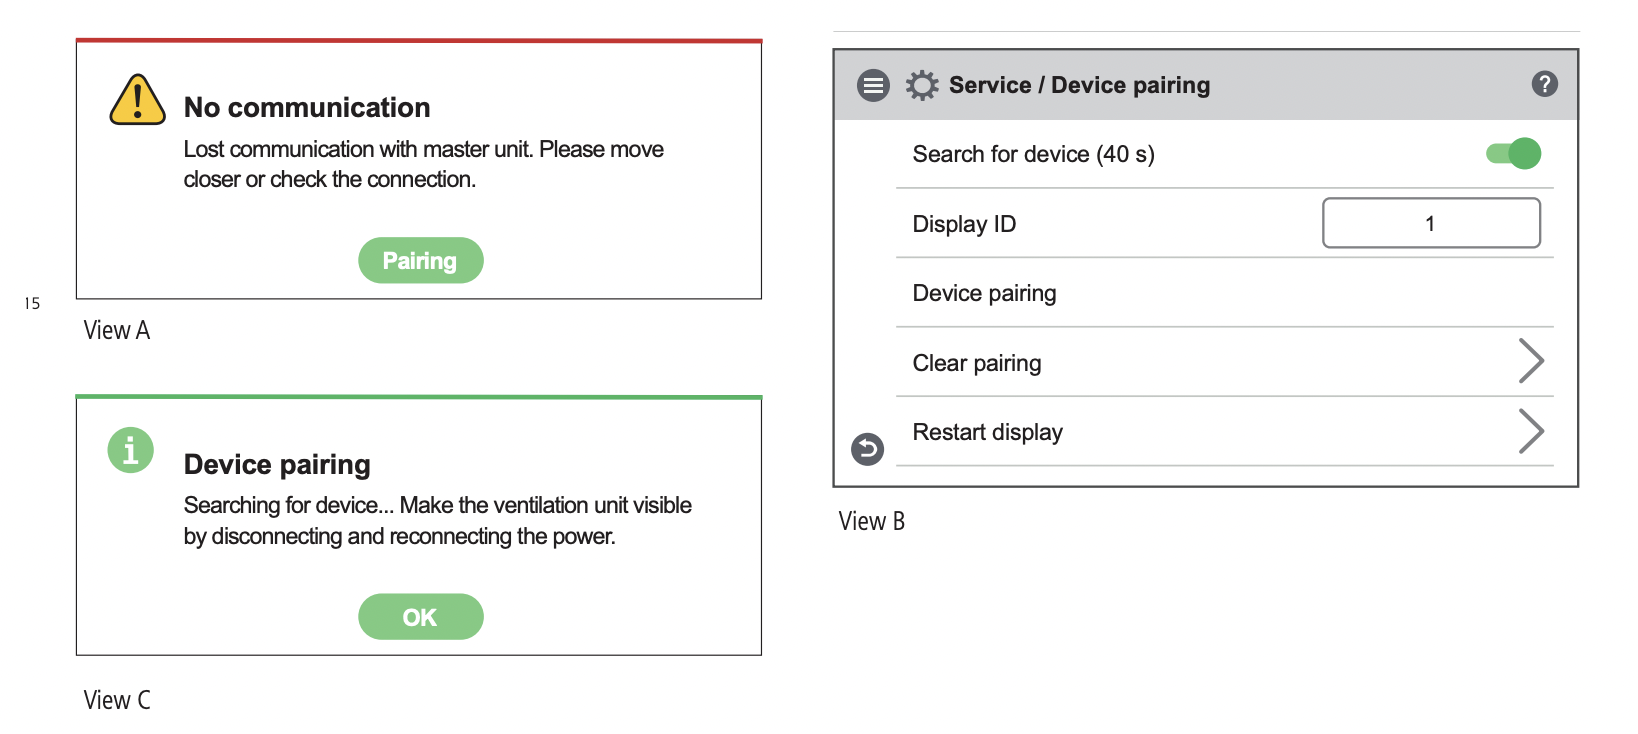 No communication
Lost communication with master unit. Please move
closer or check the connection.
Pairing
15
View A
Device pairing
Searching for device... Make the ventilation unit visible
by disconnecting and reconnecting the power.
OK
View C
Service / Device pairing
?
Search for device (40 s)
Display ID
1
Device pairing
Clear pairing
Restart display
View B